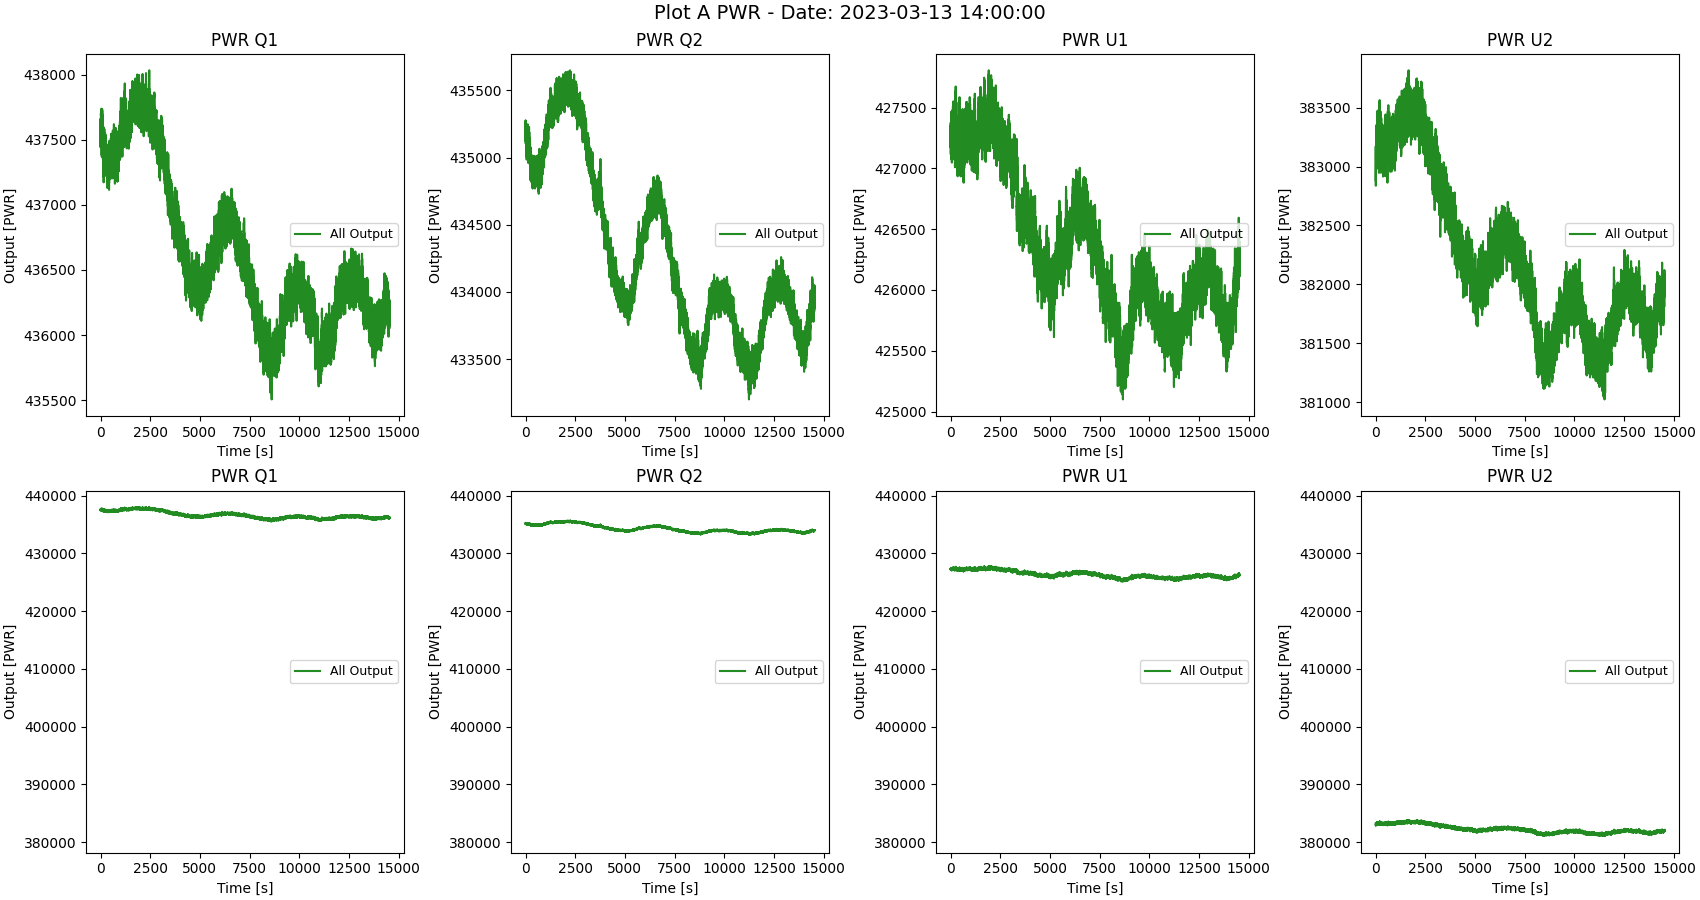 Plot A PWR - Date: 2023-03-13 14:00:00
PWR Q1
Output [PWR]
438000
437500
437000
436500
436000
435500
0 2500 5000 7500 10000 12500 15000
Time [s]
All Output
PWR Q2
Output [PWR]
435500
435000
434500
434000
433500
0 2500 5000 7500 10000 12500 15000
Time [s]
All Output
PWR U1
Output [PWR]
427500
427000
426500
426000
425500
425000
0 2500 5000 7500 10000 12500 15000
Time [s]
All Output
PWR U2
Output [PWR]
383500
383000
382500
382000
381500
381000
0 2500 5000 7500 10000 12500 15000
Time [s]
All Output
PWR Q1
Output [PWR]
440000
430000
420000
410000
400000
390000
380000
0 2500 5000 7500 10000 12500 15000
Time [s]
All Output
PWR Q2
Output [PWR]
440000
430000
420000
410000
400000
390000
380000
0 2500 5000 7500 10000 12500 15000
Time [s]
All Output
PWR U1
Output [PWR]
440000
430000
420000
410000
400000
390000
380000
0 2500 5000 7500 10000 12500 15000
Time [s]
All Output
PWR U2
Output [PWR]
440000
430000
420000
410000
400000
390000
380000
0 2500 5000 7500 10000 12500 15000
Time [s]
All Output